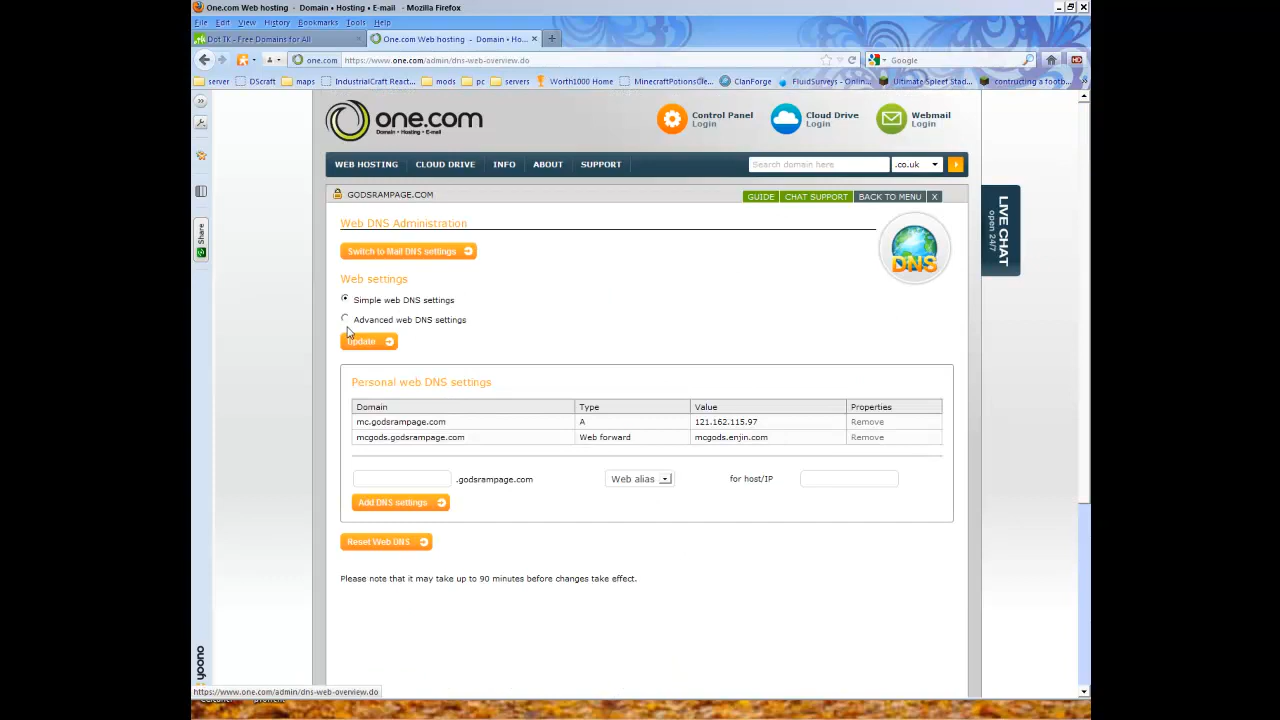 One.com Web hosting - Domain • Hosting • E-mail - Mozilla Firefox
File Edit View History Bookmarks Tools Help
Dot TK - Free Domains for All
One.com Web hosting - Domain • Ho...
one.com https://www.one.com/admin/dns-web-overview.do Google
server DScraft maps IndustrialCraft React... mods pc servers Worth1000 Home MinecraftPotionsCle... ClanForge FluidSurveys - Onlin... Ultimate Spleef Stad... contructing a footb...
one.com
Domain • Hosting • E-mail
Control Panel
Login
Cloud Drive
Login
Webmail
Login
WEB HOSTING CLOUD DRIVE INFO ABOUT SUPPORT Search domain here .co.uk
GODSRAMPAGE.COM GUIDE CHAT SUPPORT BACK TO MENU X
LIVE CHAT
open 24/7
Share
Web DNS Administration
Switch to Mail DNS settings
DNS
Web settings
Simple web DNS settings
Advanced web DNS settings
Update
Personal web DNS settings
Domain Type Value Properties
mc.godsrampage.com A 121.162.115.97 Remove
mcgods.godsrampage.com Web forward mcgods.enjin.com Remove
.godsrampage.com Web alias for host/IP
Add DNS settings
Reset Web DNS
Please note that it may take up to 90 minutes before changes take effect.
yoono
https://www.one.com/admin/dns-web-overview.do